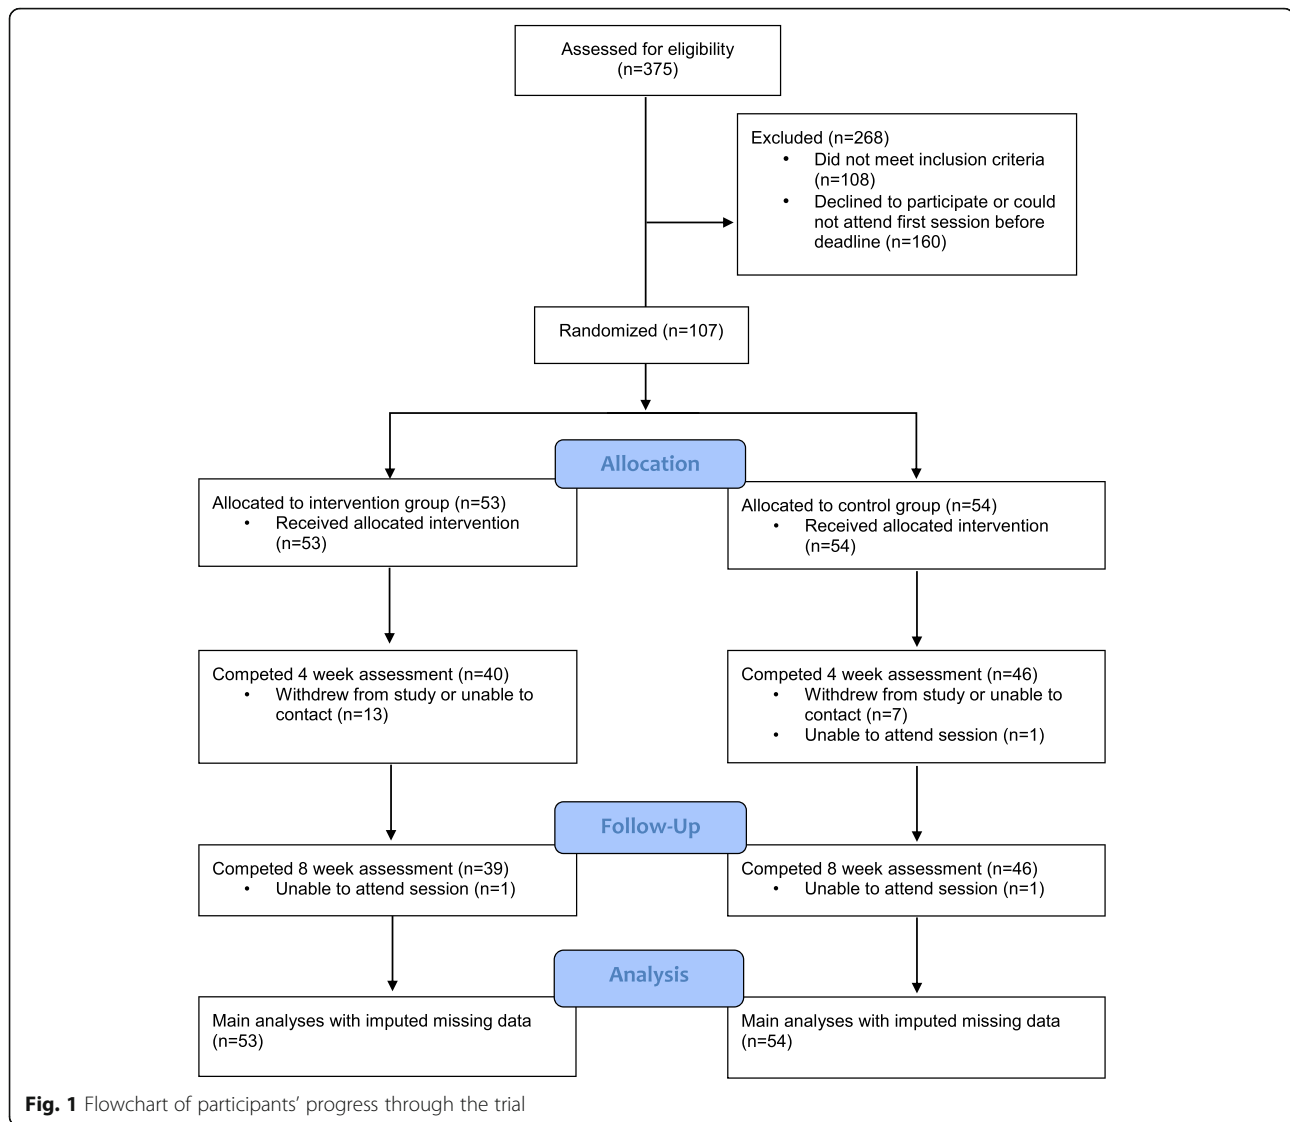 Assessed for eligibility
(n=375)
Excluded (n=268)
• Did not meet inclusion criteria
(n=108)
• Declined to participate or could
not attend first session before
deadline (n=160)
Randomized (n=107)
Allocation
Allocated to intervention group (n=53)
• Received allocated intervention
(n=53)
Allocated to control group (n=54)
• Received allocated intervention
(n=54)
Competed 4 week assessment (n=40)
• Withdrew from study or unable to
contact (n=13)
Competed 4 week assessment (n=46)
• Withdrew from study or unable to
contact (n=7)
• Unable to attend session (n=1)
Follow-Up
Competed 8 week assessment (n=39)
• Unable to attend session (n=1)
Competed 8 week assessment (n=46)
• Unable to attend session (n=1)
Analysis
Main analyses with imputed missing data
(n=53)
Main analyses with imputed missing data
(n=54)
Fig. 1 Flowchart of participants' progress through the trial